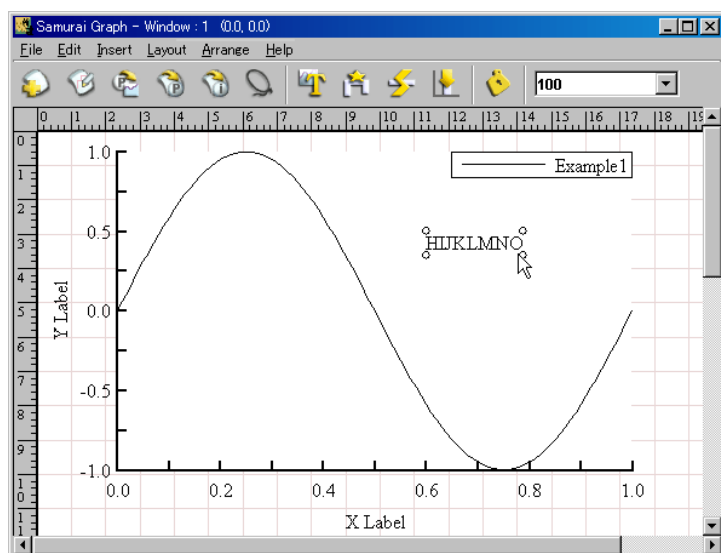 Samurai Graph - Window : 1 (0.0, 0.0)
File Edit Insert Layout Arrange Help
100
0 1 2 3 4 5 6 7 8 9 10 11 12 13 14 15 16 17 18 19
0
1
2
3
4
5
6
7
8
9
10
11
1.0
0.5
0.0
-0.5
-1.0
Y Label
Example1
HIJKLMNO
0.0 0.2 0.4 0.6 0.8 1.0
X Label